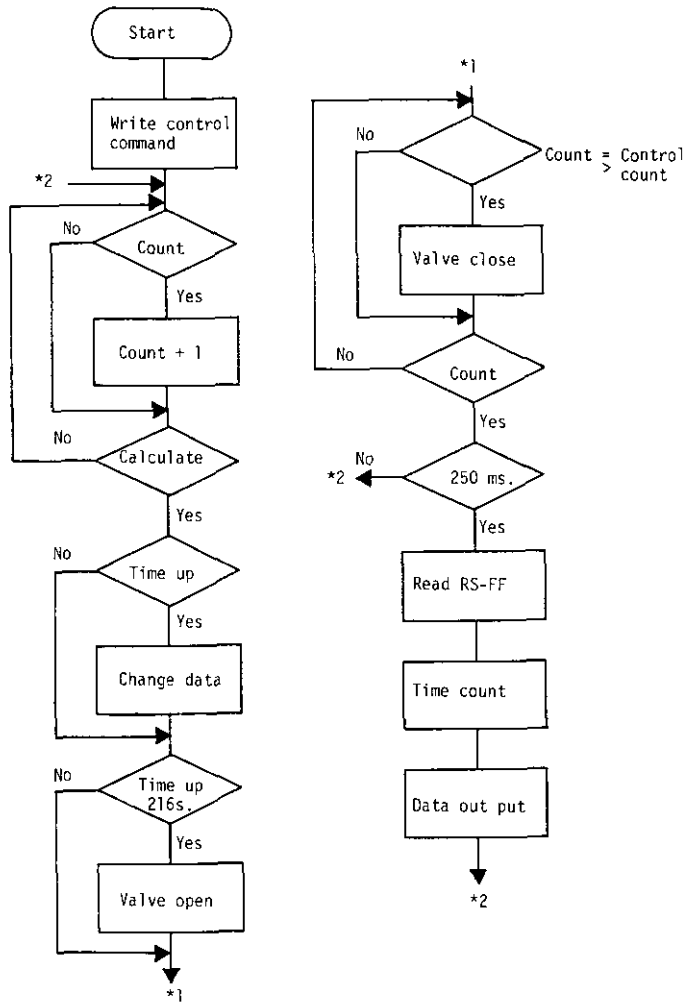 Start
Write control
command
*2
No
Count
Yes
Count + 1
No
Calculate
Yes
No
Time up
Yes
Change data
No
Time up
216s.
Yes
Valve open
*1
*1
No
Count = Control
> count
Yes
Valve close
No
Count
Yes
No
*2
250 ms.
Yes
Read RS-FF
Time count
Data out put
*2